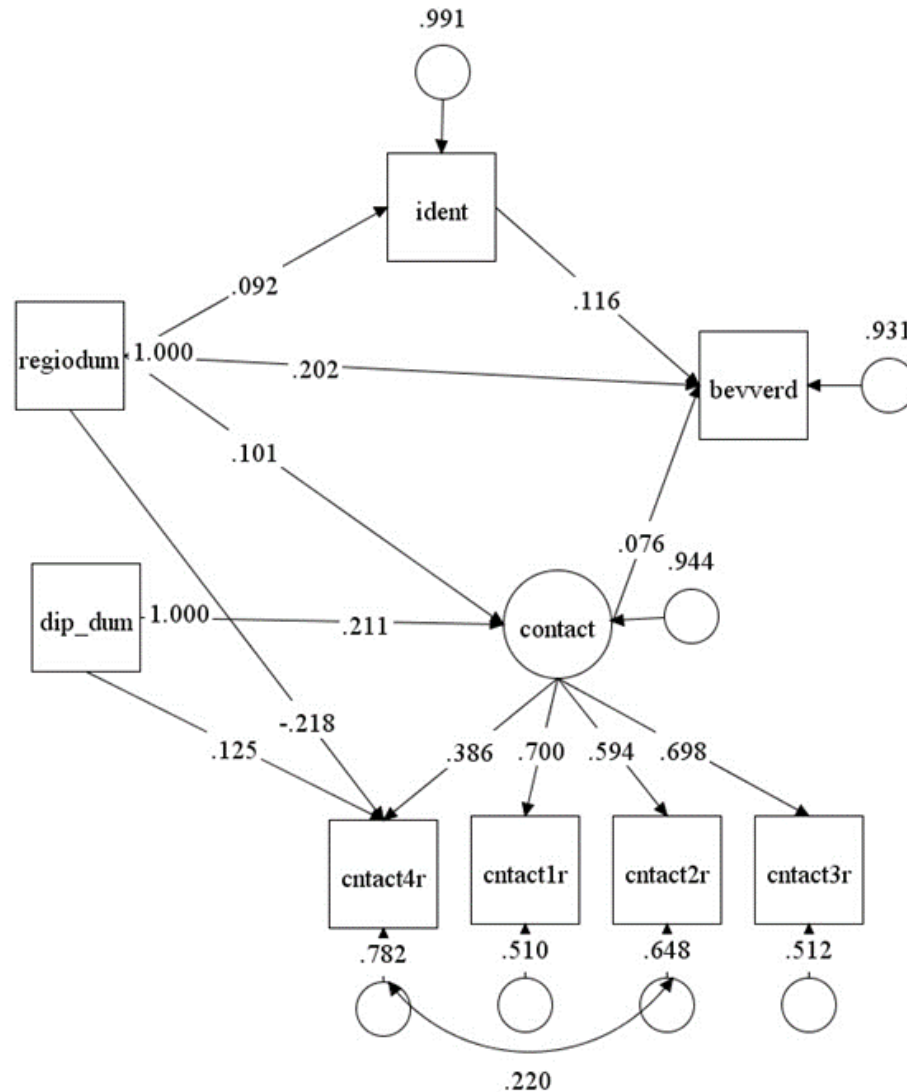 .991
ident
.092
.116
regiodum
1.000
.202
bevverd
.931
.101
.076
.944
dip_dum
1.000
.211
contact
-.218
.125
.386
.700
.594
.698
cntact4r
cntact1r
cntact2r
cntact3r
.782
.510
.648
.512
.220